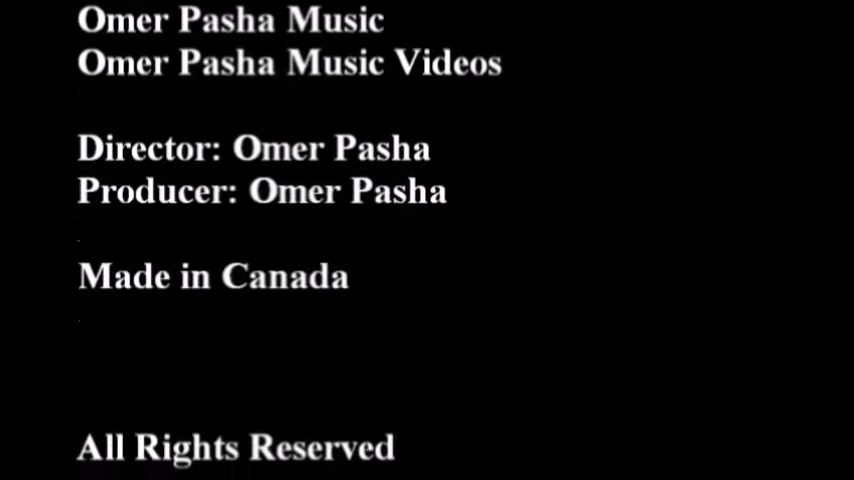 Omer Pasha Music
Omer Pasha Music Videos
Director: Omer Pasha
Producer: Omer Pasha
Made in Canada
All Rights Reserved